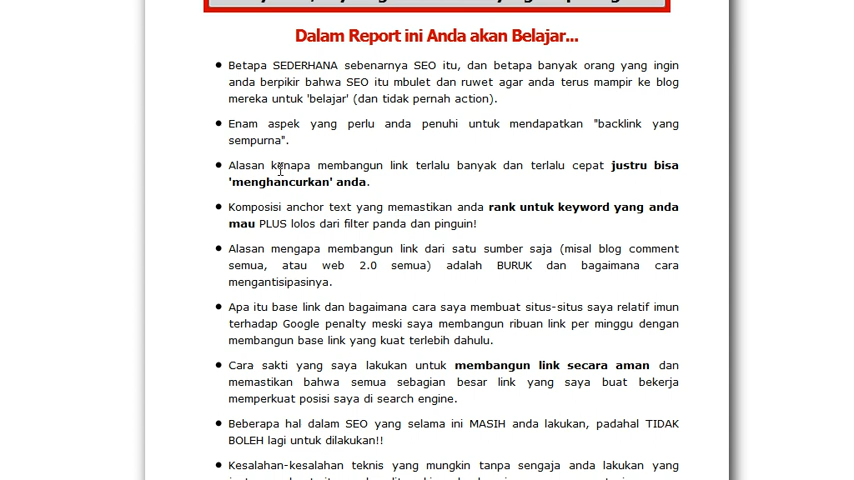 Dalam Report ini Anda akan Belajar...
Betapa SEDERHANA sebenarnya SEO itu, dan betapa banyak orang yang ingin
anda berpikir bahwa SEO itu mbulet dan ruwet agar anda terus mampir ke blog
mereka untuk 'belajar' (dan tidak pernah action).
Enam aspek yang perlu anda penuhi untuk mendapatkan "backlink yang
sempurna".
Alasan kenapa membangun link terlalu banyak dan terlalu cepat justru bisa
'menghancurkan' anda.
Komposisi anchor text yang memastikan anda rank untuk keyword yang anda
mau PLUS lolos dari filter panda dan pinguin!
Alasan mengapa membangun link dari satu sumber saja (misal blog comment
semua, atau web 2.0 semua) adalah BURUK dan bagaimana cara
mengantisipasinya.
Apa itu base link dan bagaimana cara saya membuat situs-situs saya relatif imun
terhadap Google penalty meski saya membangun ribuan link per minggu dengan
membangun base link yang kuat terlebih dahulu.
Cara sakti yang saya lakukan untuk membangun link secara aman dan
memastikan bahwa semua sebagian besar link yang saya buat bekerja
memperkuat posisi saya di search engine.
Beberapa hal dalam SEO yang selama ini MASIH anda lakukan, padahal TIDAK
BOLEH lagi untuk dilakukan!!
Kesalahan-kesalahan teknis yang mungkin tanpa sengaja anda lakukan yang